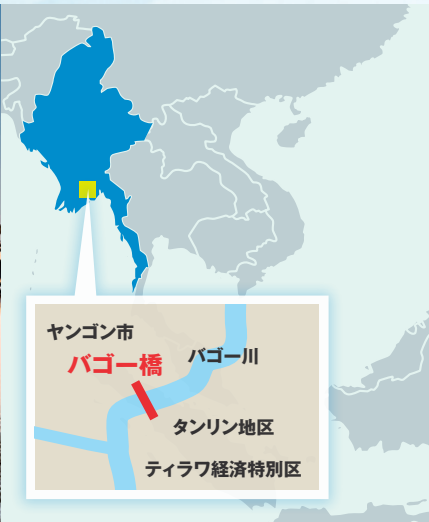 ヤンゴン市
バゴー橋
バゴー川
タンリン地区
ティラワ経済特別区